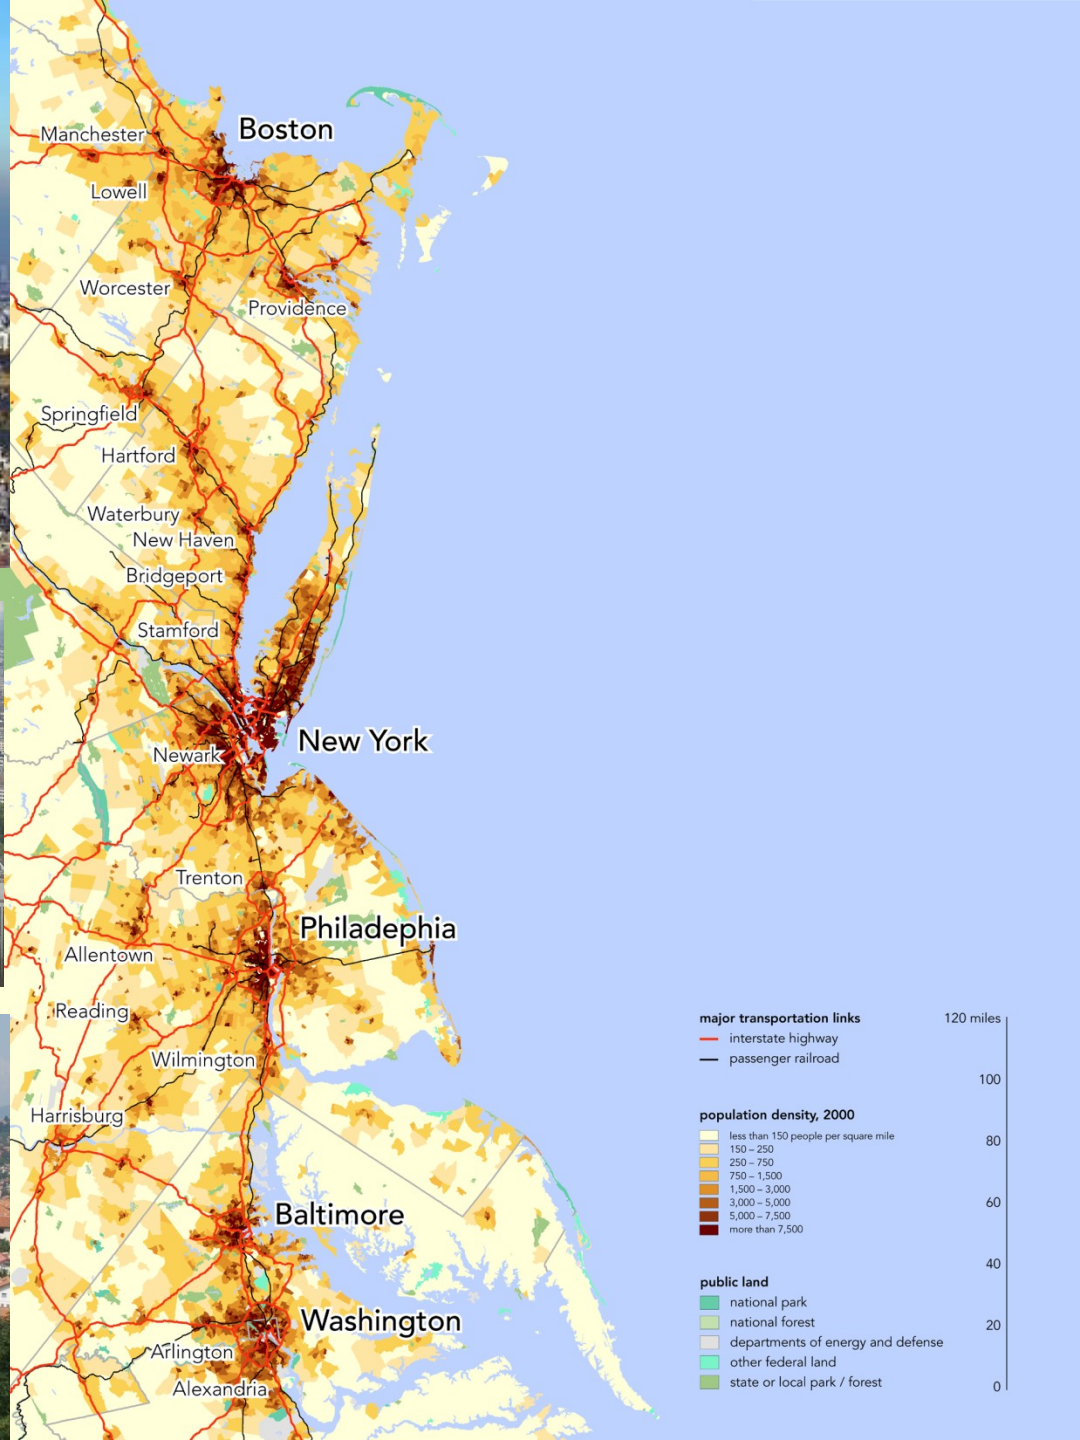 Boston
Manchester
Lowell
Worcester
Providence
Springfield
Hartford
Waterbury
New Haven
Bridgeport
Stamford
New York
Newark
Trenton
Philadephia
Allentown
Reading
Wilmington
Harrisburg
Baltimore
Washington
Arlington
Alexandria
major transportation links
interstate highway
passenger railroad
population density, 2000
less than 150 people per square mile
150 – 250
250 – 750
750 – 1,500
1,500 – 3,000
3,000 – 5,000
5,000 – 7,500
more than 7,500
public land
national park
national forest
departments of energy and defense
other federal land
state or local park / forest
120 miles
100
80
60
40
20
0